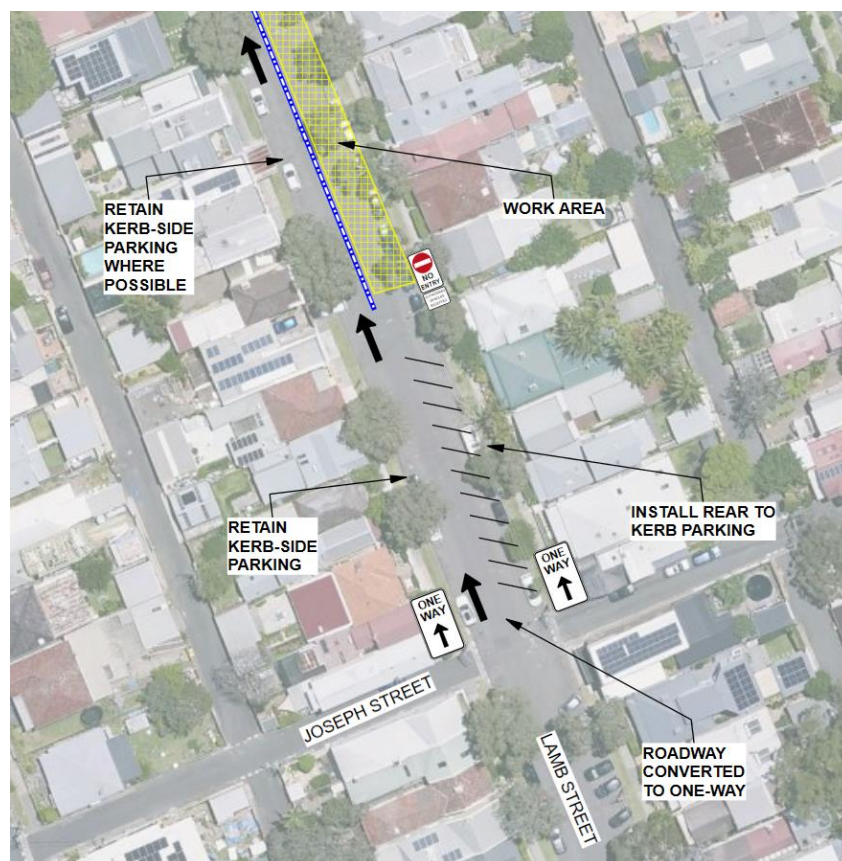 RETAIN
KERB-SIDE
PARKING
WHERE
POSSIBLE
WORK AREA
NO
ENTRY
RETAIN
KERB-SIDE
PARKING
INSTALL REAR TO
KERB PARKING
ONE
WAY
ONE
WAY
JOSEPH STREET
LAMB STREET
ROADWAY
CONVERTED
TO ONE-WAY